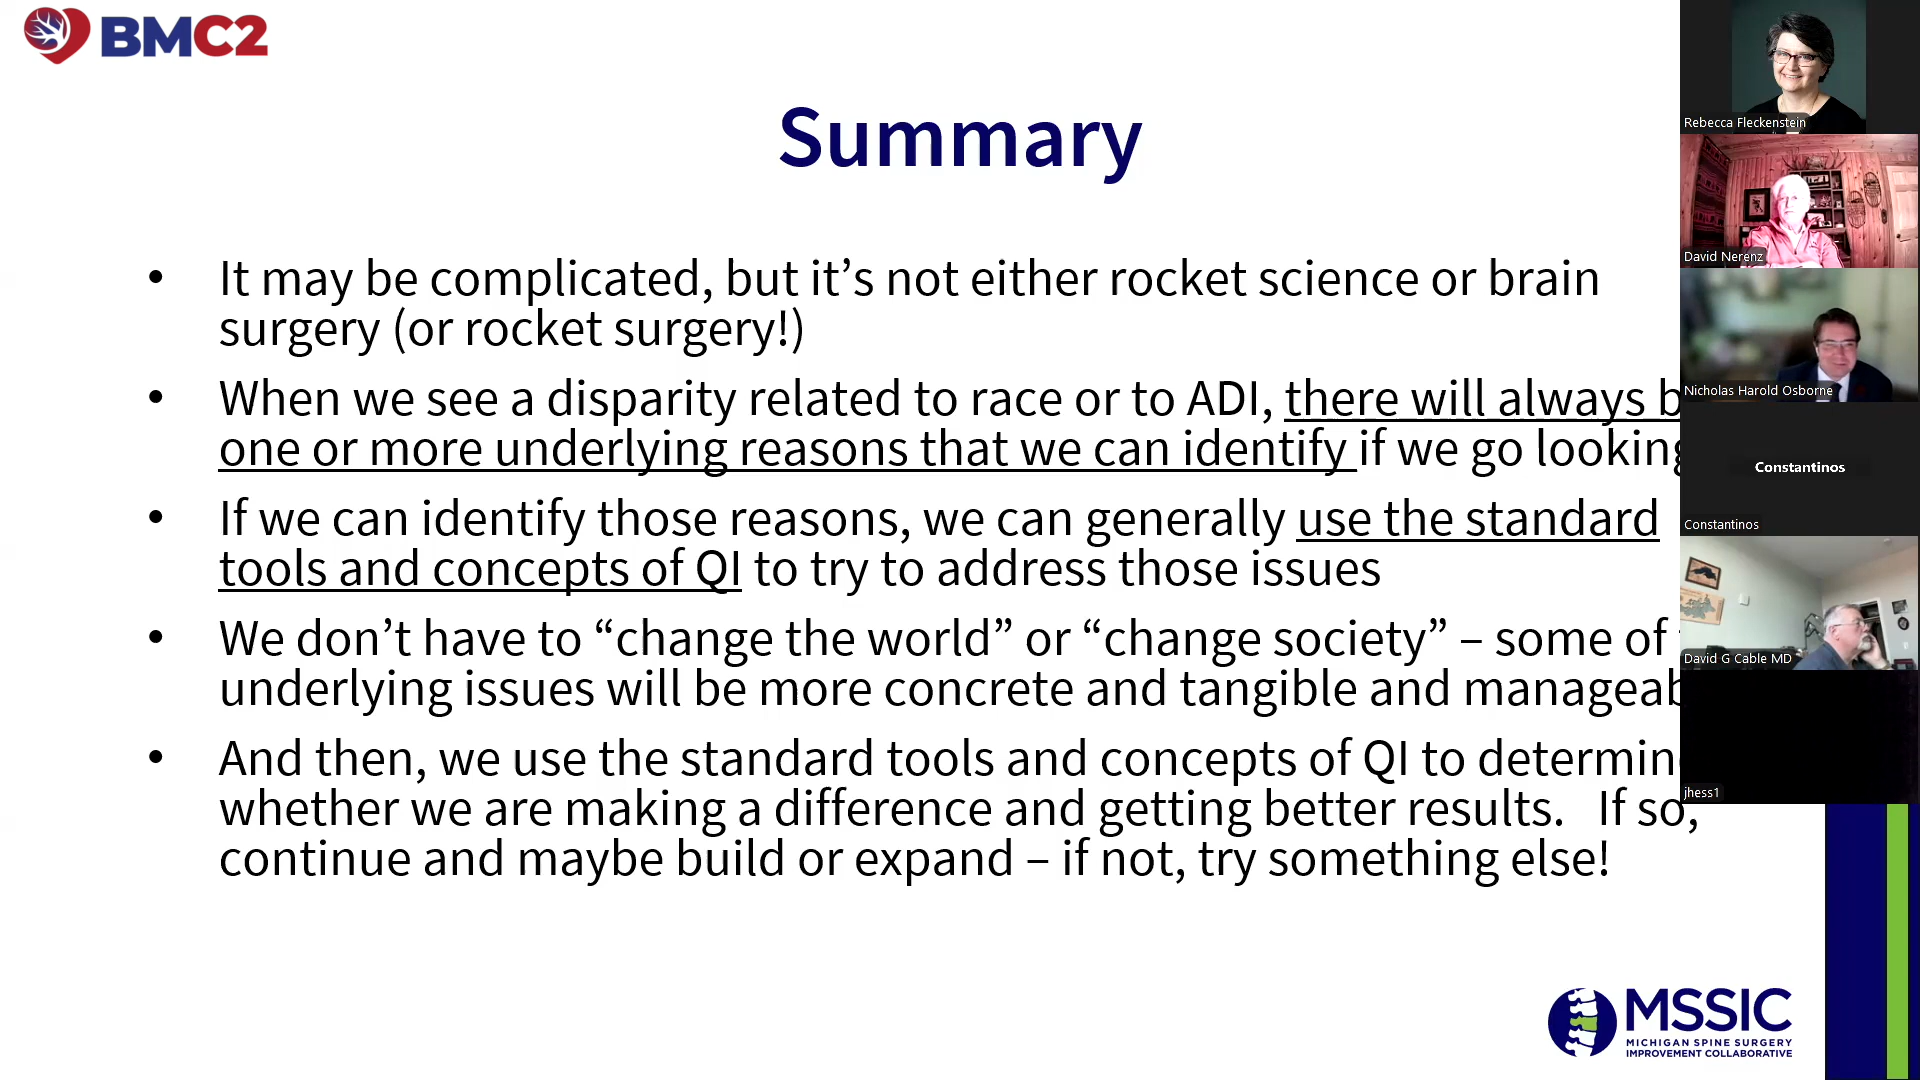 BMC2
Summary
• It may be complicated, but it’s not either rocket science or brain
surgery (or rocket surgery!)
• When we see a disparity related to race or to ADI, there will always b
one or more underlying reasons that we can identify if we go looking
• If we can identify those reasons, we can generally use the standard
tools and concepts of QI to try to address those issues
• We don’t have to “change the world” or “change society” – some of
underlying issues will be more concrete and tangible and manageab
• And then, we use the standard tools and concepts of QI to determin
whether we are making a difference and getting better results. If so,
continue and maybe build or expand – if not, try something else!
MSSIC
MICHIGAN SPINE SURGERY
IMPROVEMENT COLLABORATIVE
Rebecca Fleckenstein
David Nerenz
Nicholas Harold Osborne
Constantinos
Constantinos
David G Cable MD
jhess1